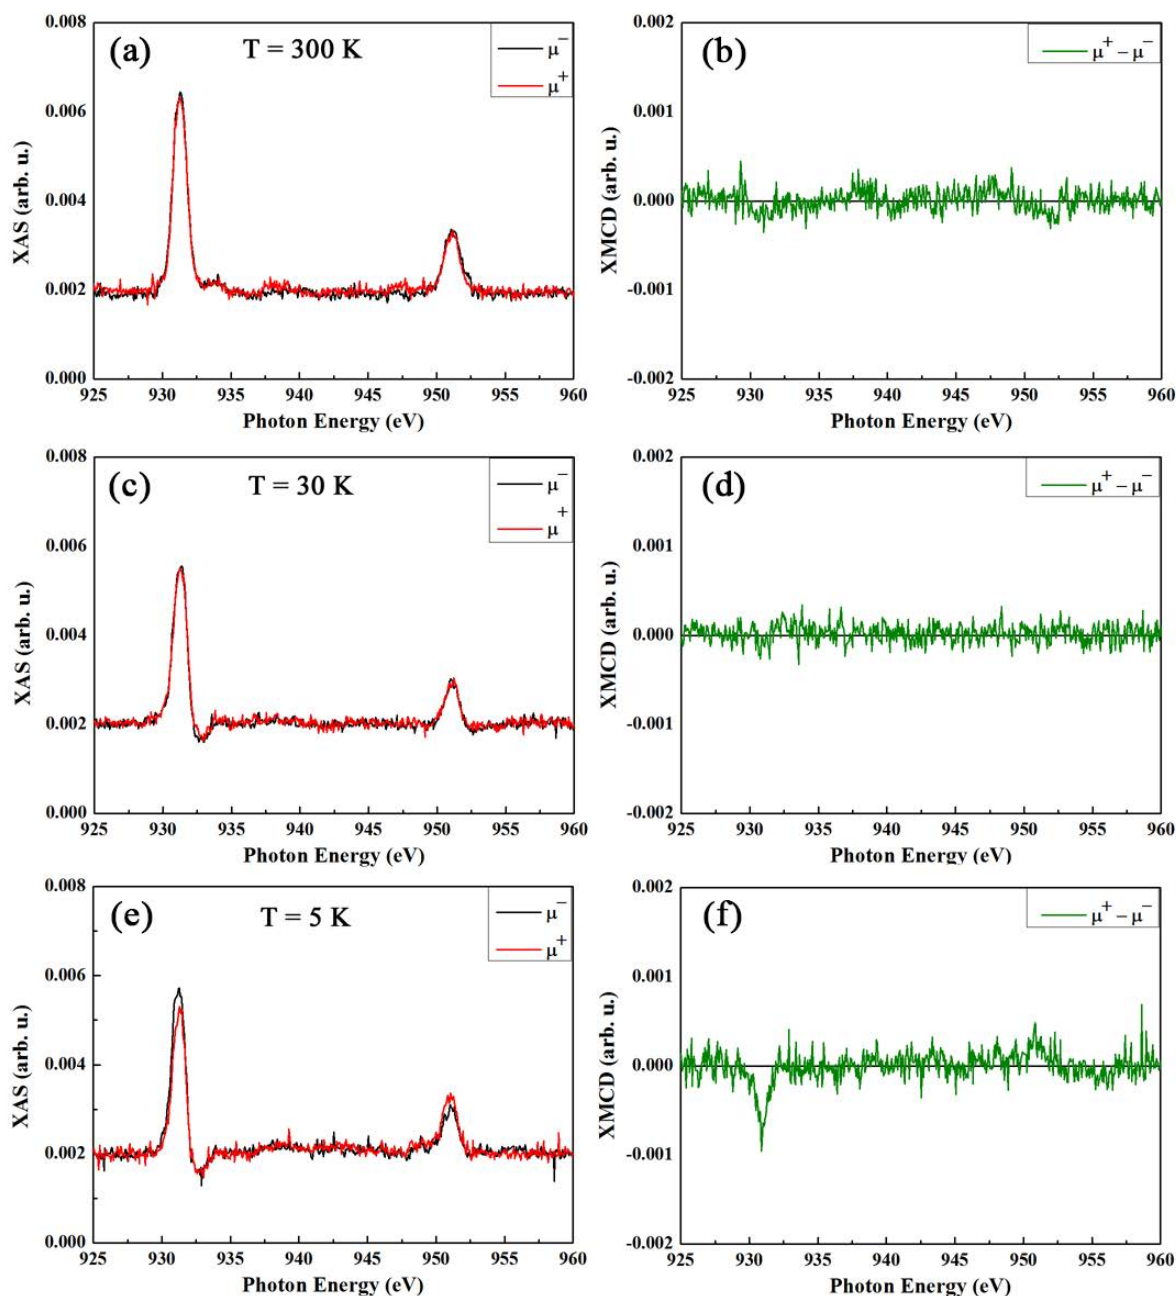 (a) T = 300 K
μ⁻
μ⁺
XAS (arb. u.)
0.008
0.006
0.004
0.002
0.000
925 930 935 940 945 950 955 960
Photon Energy (eV)
(b)
μ⁺ – μ⁻
XMCD (arb. u.)
0.002
0.001
0.000
-0.001
-0.002
925 930 935 940 945 950 955 960
Photon Energy (eV)
(c) T = 30 K
μ⁻
μ⁺
XAS (arb. u.)
0.008
0.006
0.004
0.002
0.000
925 930 935 940 945 950 955 960
Photon Energy (eV)
(d)
μ⁺ – μ⁻
XMCD (arb. u.)
0.002
0.001
0.000
-0.001
-0.002
925 930 935 940 945 950 955 960
Photon Energy (eV)
(e) T = 5 K
μ⁻
μ⁺
XAS (arb. u.)
0.008
0.006
0.004
0.002
0.000
925 930 935 940 945 950 955 960
Photon Energy (eV)
(f)
μ⁺ – μ⁻
XMCD (arb. u.)
0.002
0.001
0.000
-0.001
-0.002
925 930 935 940 945 950 955 960
Photon Energy (eV)